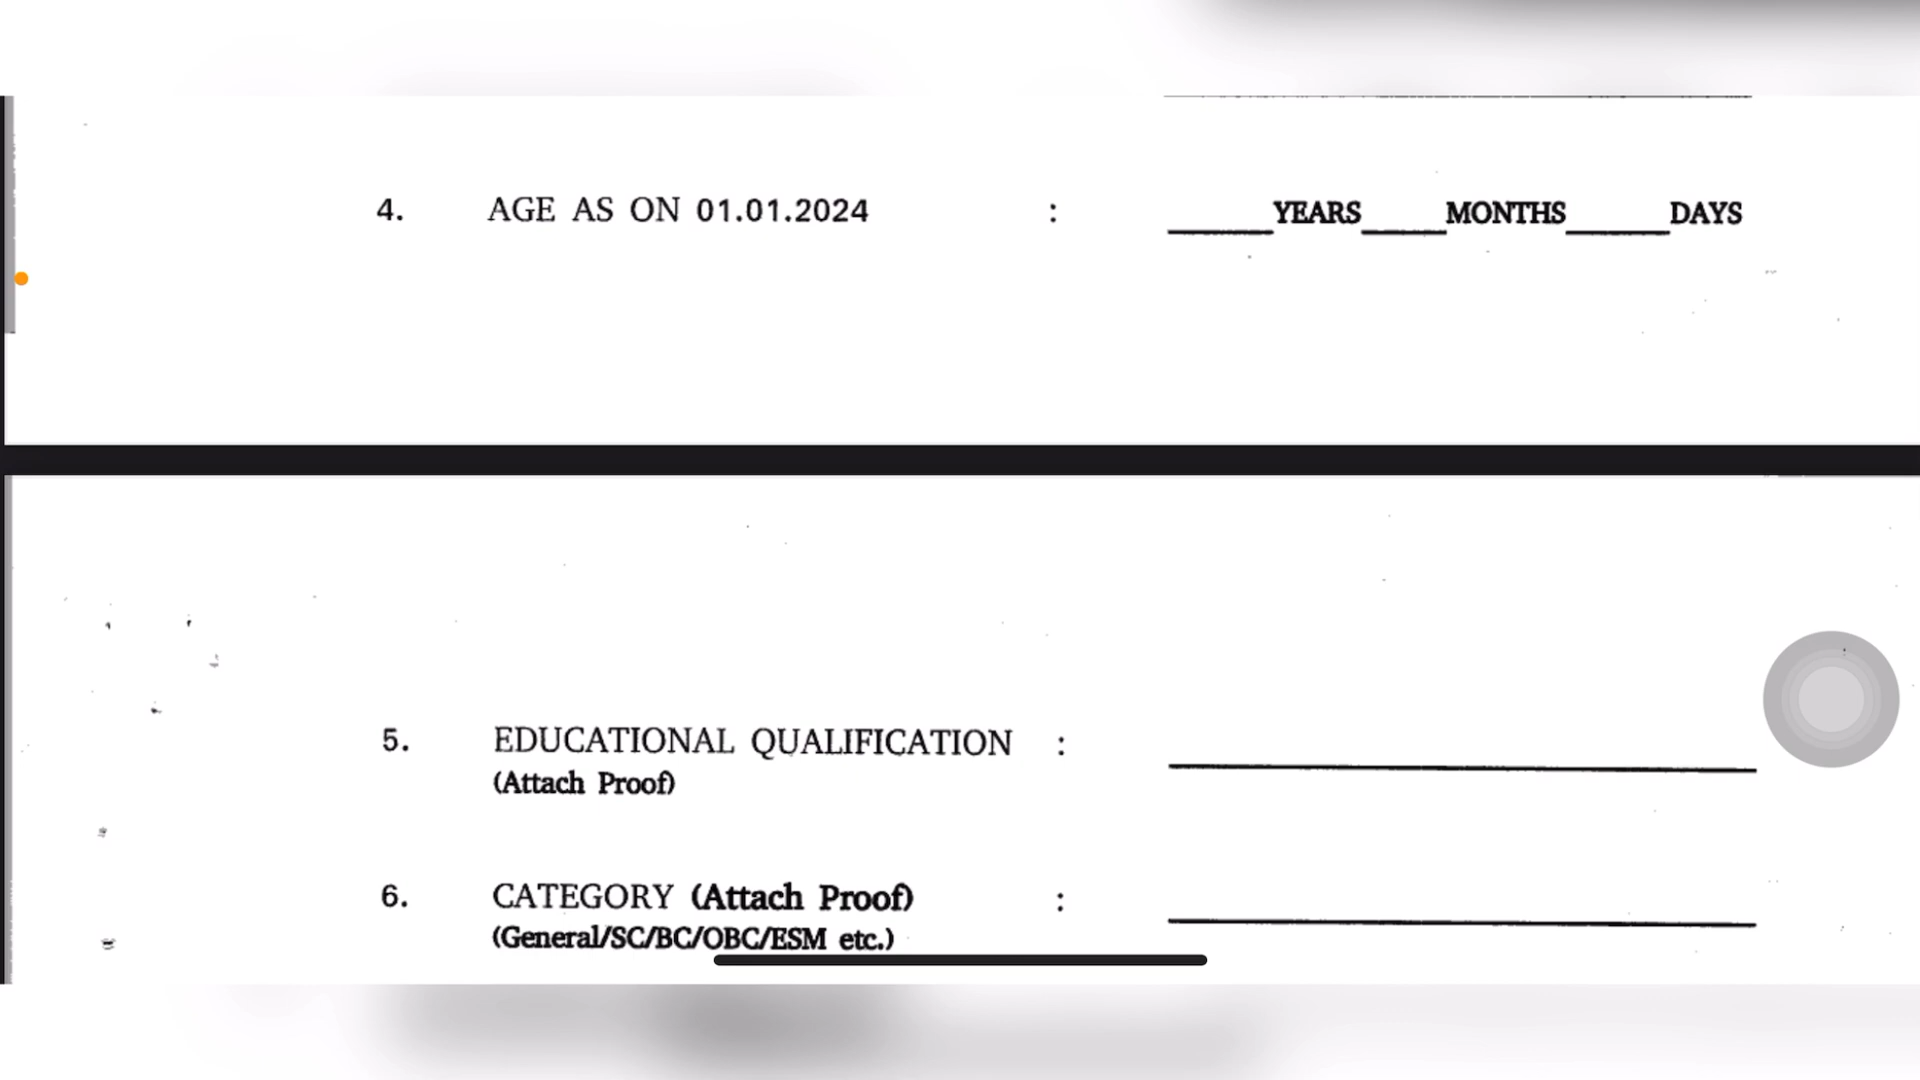 4. AGE AS ON 01.01.2024 : ______YEARS_____MONTHS______DAYS
5. EDUCATIONAL QUALIFICATION :
(Attach Proof)
6. CATEGORY (Attach Proof) :
(General/SC/BC/OBC/ESM etc.)